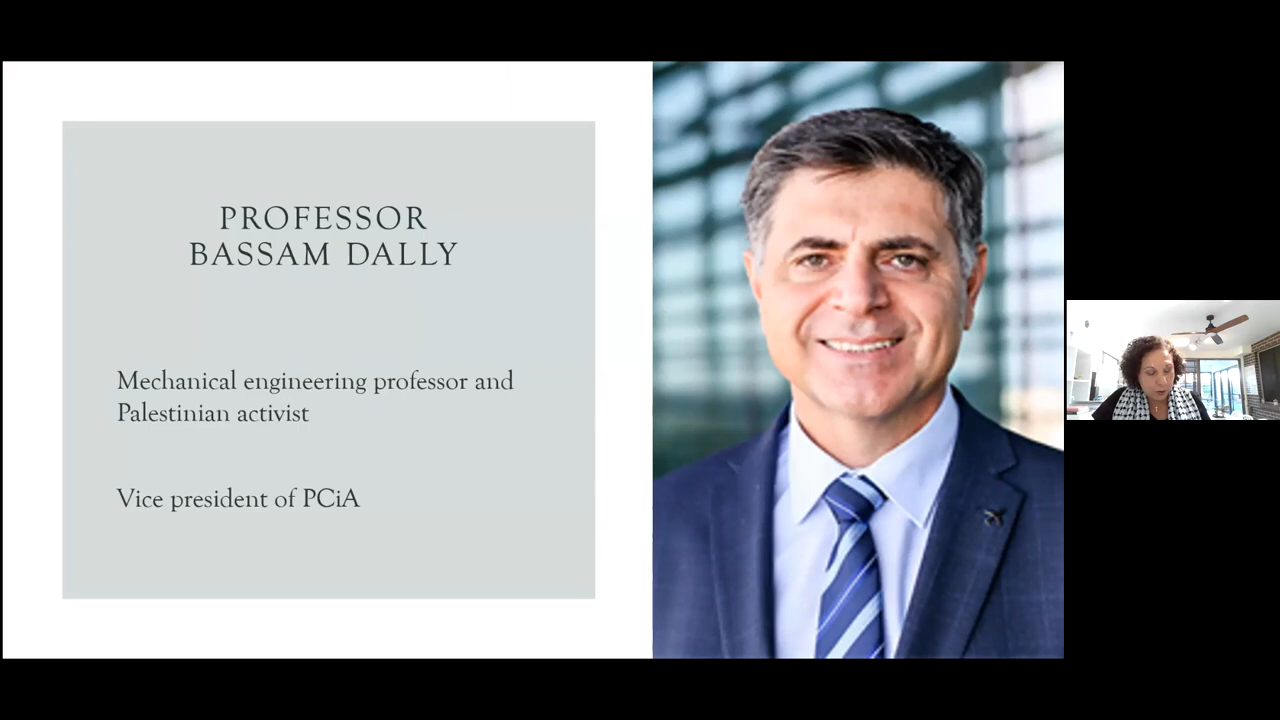 PROFESSOR
BASSAM DALLY
Mechanical engineering professor and
Palestinian activist
Vice president of PCiA